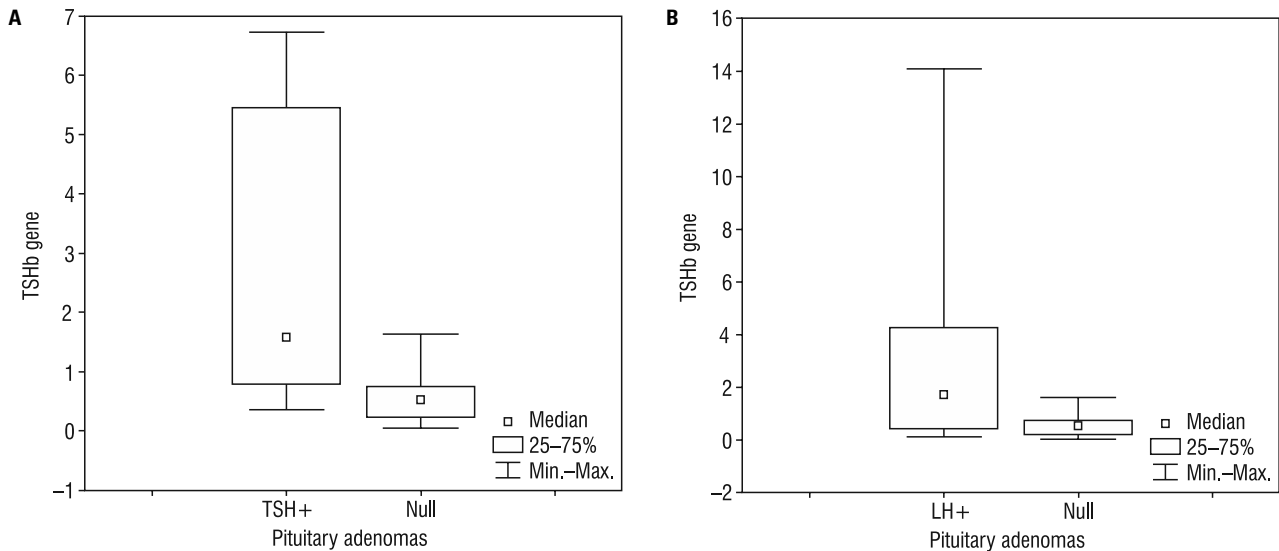 A
7
6
5
4
3
2
1
0
−1
TSHb gene
TSH+ Null
Pituitary adenomas
Median
25–75%
Min.–Max.
B
16
14
12
10
8
6
4
2
0
−2
TSHb gene
LH+ Null
Pituitary adenomas
Median
25–75%
Min.–Max.